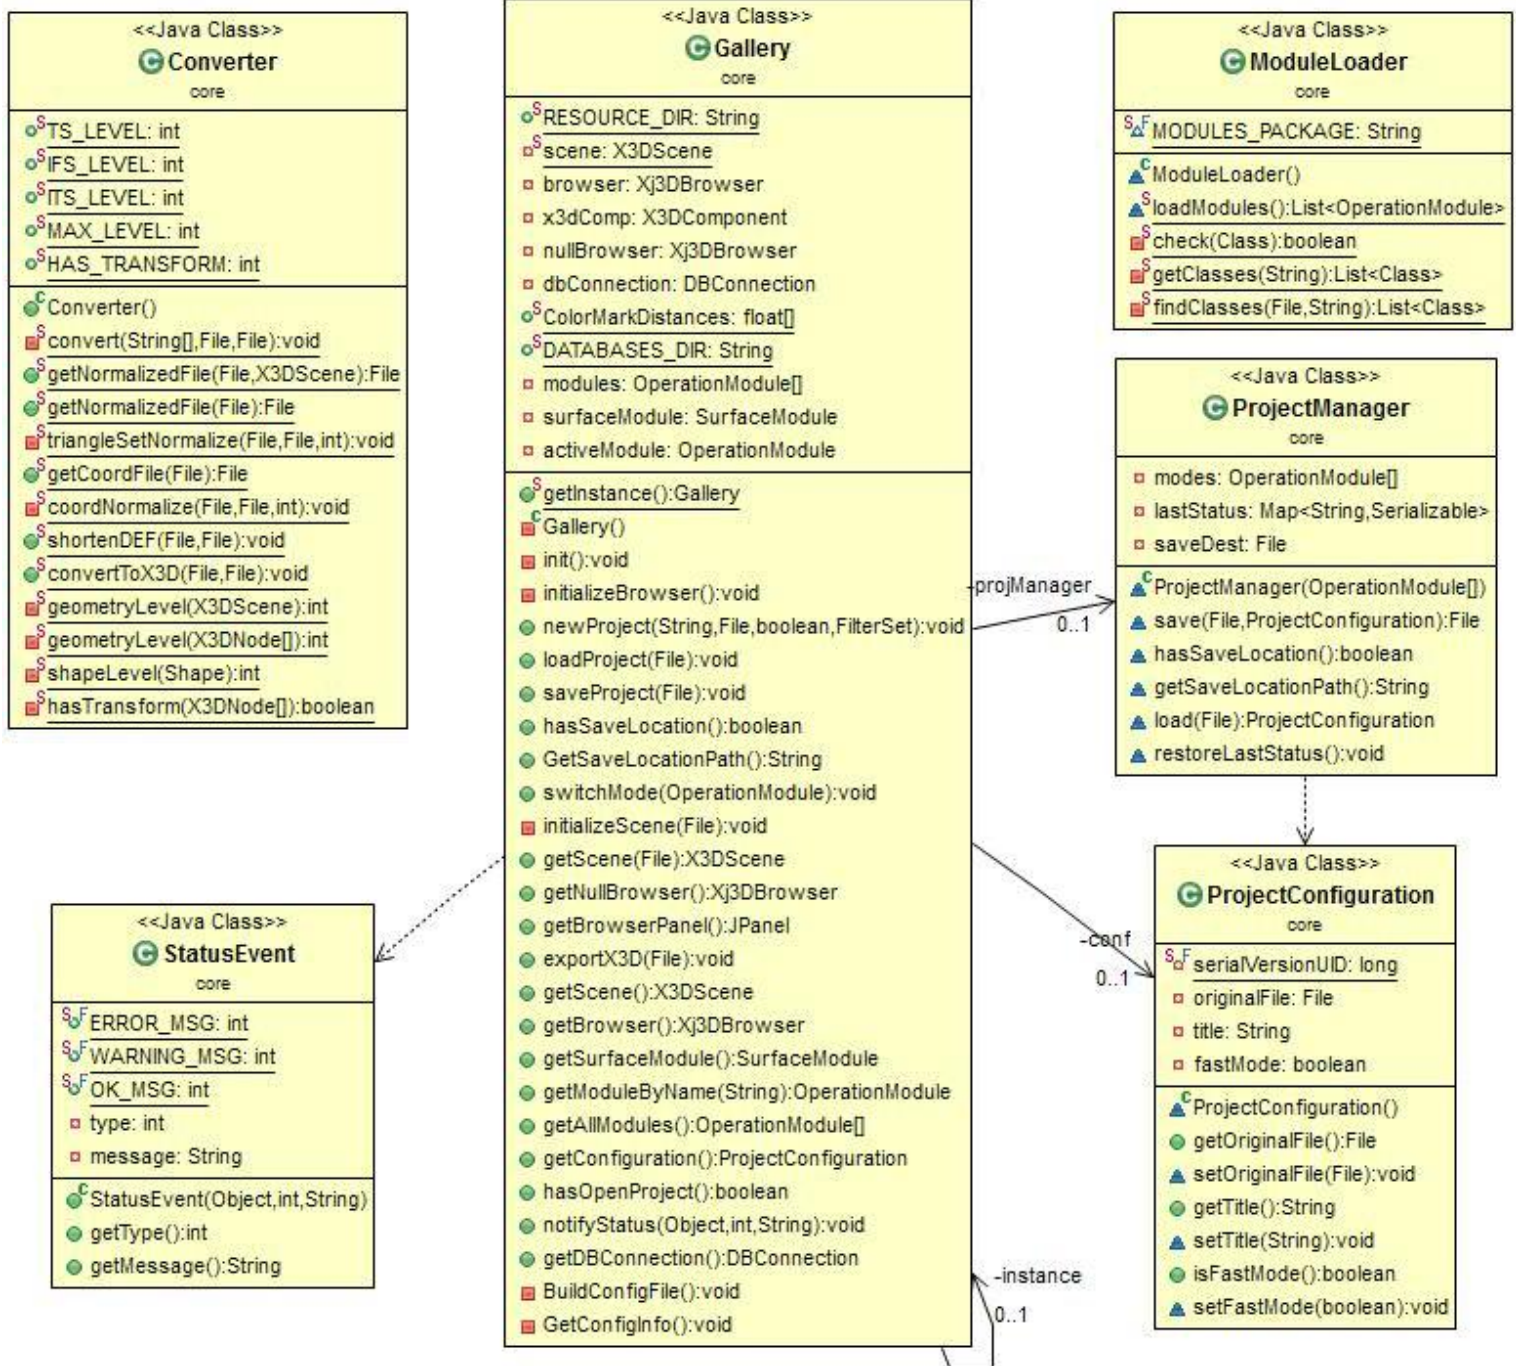 <<Java Class>>
Converter
core
TS_LEVEL: int
IFS_LEVEL: int
ITS_LEVEL: int
MAX_LEVEL: int
HAS_TRANSFORM: int
Converter()
convert(String[],File,File):void
getNormalizedFile(File,X3DScene):File
getNormalizedFile(File):File
triangleSetNormalize(File,File,int):void
getCoordFile(File):File
coordNormalize(File,File,int):void
shortenDEF(File,File):void
convertToX3D(File,File):void
geometryLevel(X3DScene):int
geometryLevel(X3DNode[]):int
shapeLevel(Shape):int
hasTransform(X3DNode[]):boolean
<<Java Class>>
StatusEvent
core
ERROR_MSG: int
WARNING_MSG: int
OK_MSG: int
type: int
message: String
StatusEvent(Object,int,String)
getType():int
getMessage():String
<<Java Class>>
Gallery
core
RESOURCE_DIR: String
scene: X3DScene
browser: Xj3DBrowser
x3dComp: X3DComponent
nullBrowser: Xj3DBrowser
dbConnection: DBConnection
ColorMarkDistances: float[]
DATABASES_DIR: String
modules: OperationModule[]
surfaceModule: SurfaceModule
activeModule: OperationModule
getInstance():Gallery
Gallery()
init():void
initializeBrowser():void
newProject(String,File,boolean,FilterSet):void
loadProject(File):void
saveProject(File):void
hasSaveLocation():boolean
GetSaveLocationPath():String
switchMode(OperationModule):void
initializeScene(File):void
getScene(File):X3DScene
getNullBrowser():Xj3DBrowser
getBrowserPanel():JPanel
exportX3D(File):void
getScene():X3DScene
getBrowser():Xj3DBrowser
getSurfaceModule():SurfaceModule
getModuleByName(String):OperationModule
getAllModules():OperationModule[]
getConfiguration():ProjectConfiguration
hasOpenProject():boolean
notifyStatus(Object,int,String):void
getDBConnection():DBConnection
BuildConfigFile():void
GetConfigInfo():void
-projManager
0..1
-conf
0..1
-instance
0..1
<<Java Class>>
ModuleLoader
core
MODULES_PACKAGE: String
ModuleLoader()
loadModules():List<OperationModule>
check(Class):boolean
getClasses(String):List<Class>
findClasses(File,String):List<Class>
<<Java Class>>
ProjectManager
core
modes: OperationModule[]
lastStatus: Map<String,Serializable>
saveDest: File
ProjectManager(OperationModule[])
save(File,ProjectConfiguration):File
hasSaveLocation():boolean
getSaveLocationPath():String
load(File):ProjectConfiguration
restoreLastStatus():void
<<Java Class>>
ProjectConfiguration
core
serialVersionUID: long
originalFile: File
title: String
fastMode: boolean
ProjectConfiguration()
getOriginalFile():File
setOriginalFile(File):void
getTitle():String
setTitle(String):void
isFastMode():boolean
setFastMode(boolean):void